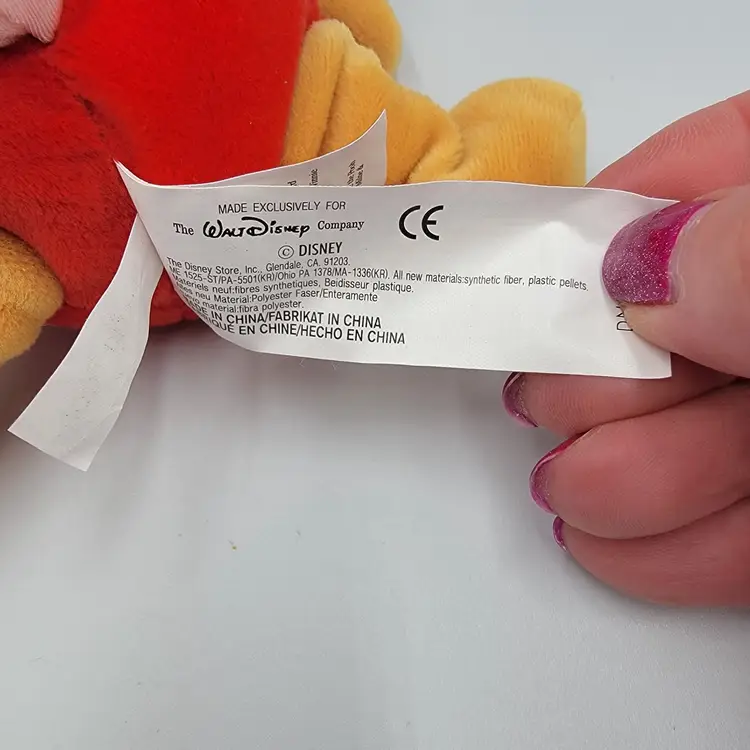 MADE EXCLUSIVELY FOR
The WALT DISNEY Company CE
© DISNEY
The Disney Store, Inc., Glendale, CA. 91203.
ME 1525-ST/PA-5501(KR)/Ohio PA 1378/MA-1336(KR). All new materials:synthetic fiber, plastic pellets.
Materiels neuf:fibres synthetiques, Beidisseur plastique.
neu Material:Polyester Faser/Enteramente
material:fibra polyester.
IN CHINA/FABRIKAT IN CHINA
EN CHINE/HECHO EN CHINA
the Pooh